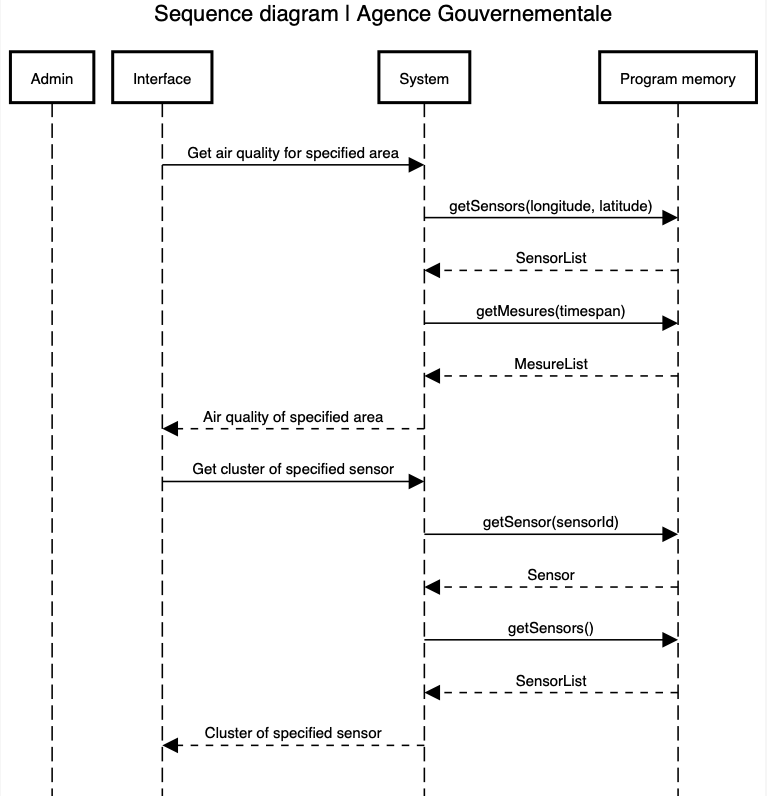 Sequence diagram | Agence Gouvernementale
Admin
Interface
System
Program memory
Get air quality for specified area
getSensors(longitude, latitude)
SensorList
getMesures(timespan)
MesureList
Air quality of specified area
Get cluster of specified sensor
getSensor(sensorId)
Sensor
getSensors()
SensorList
Cluster of specified sensor